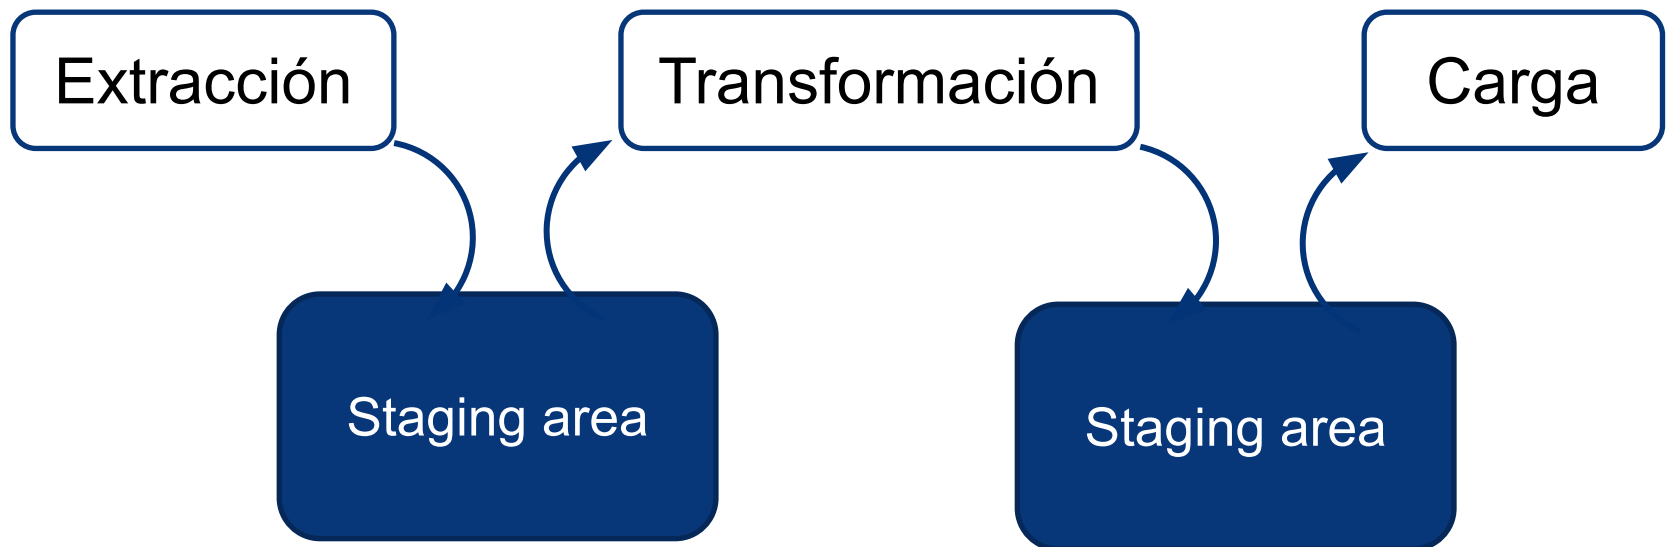 Extracción
Transformación
Carga
Staging area
Staging area